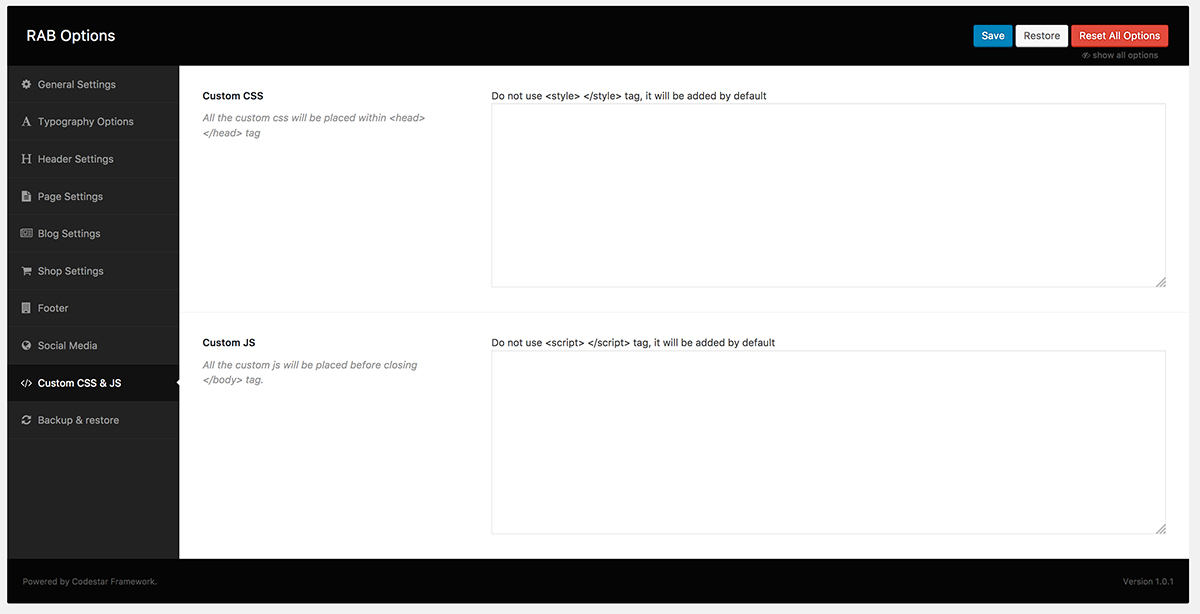 RAB Options
Save
Restore
Reset All Options
show all options
General Settings
Typography Options
Header Settings
Page Settings
Blog Settings
Shop Settings
Footer
Social Media
Custom CSS & JS
Backup & restore
Custom CSS
All the custom css will be placed within <head>
</head> tag
Do not use <style> </style> tag, it will be added by default
Custom JS
All the custom js will be placed before closing
</body> tag.
Do not use <script> </script> tag, it will be added by default
Powered by Codestar Framework.
Version 1.0.1